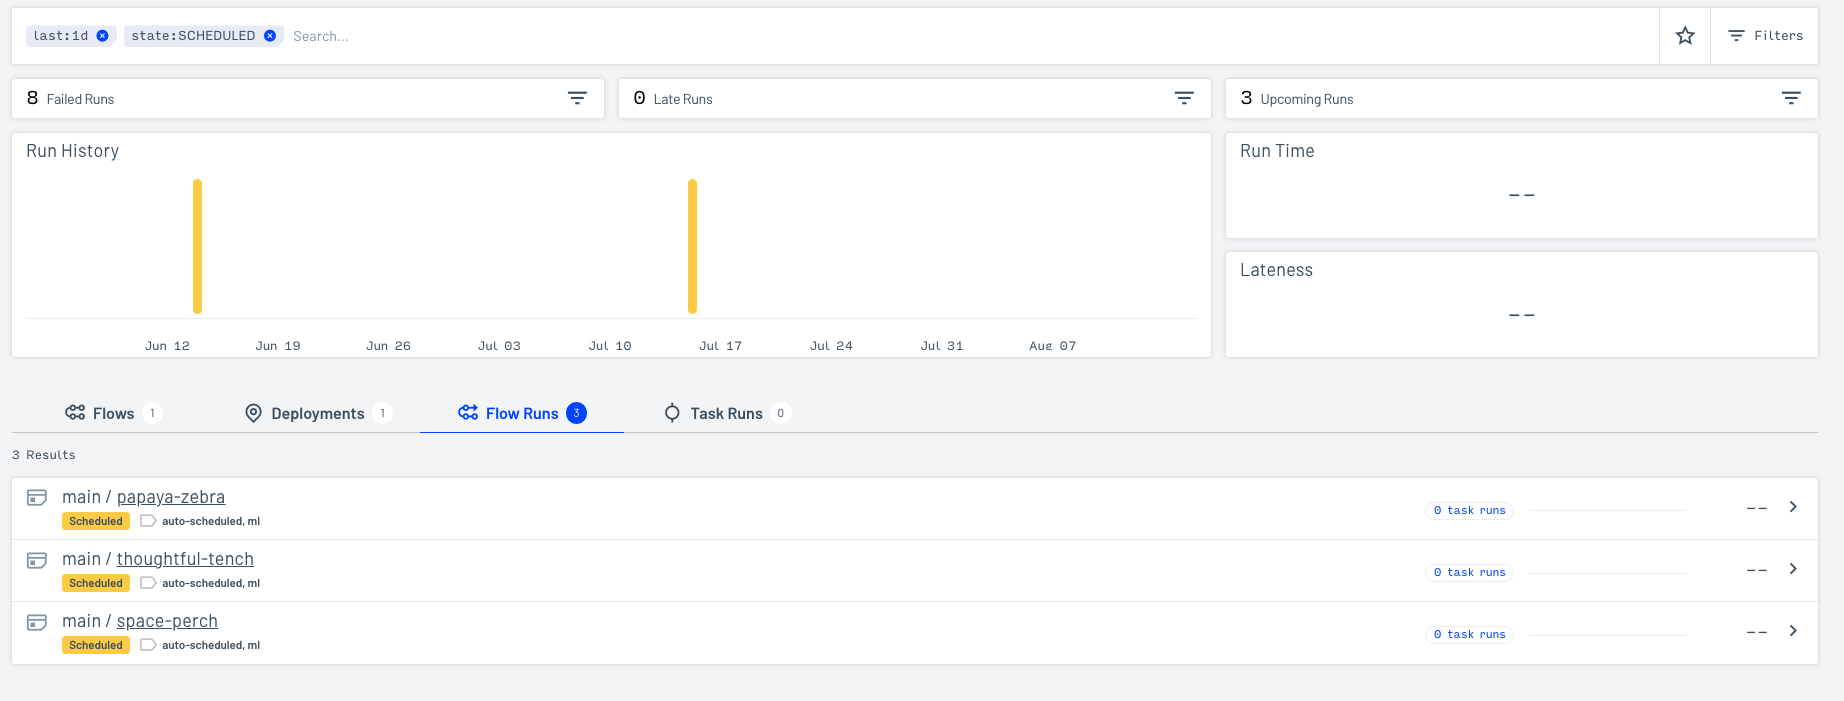 last:1d state:SCHEDULED Search... Filters
8 Failed Runs
0 Late Runs
3 Upcoming Runs
Run History
Jun 12 Jun 19 Jun 26 Jul 03 Jul 10 Jul 17 Jul 24 Jul 31 Aug 07
Run Time
--
Lateness
--
Flows 1 Deployments 1 Flow Runs 3 Task Runs 0
3 Results
main / papaya-zebra
Scheduled auto-scheduled, ml
0 task runs --
main / thoughtful-tench
Scheduled auto-scheduled, ml
0 task runs --
main / space-perch
Scheduled auto-scheduled, ml
0 task runs --